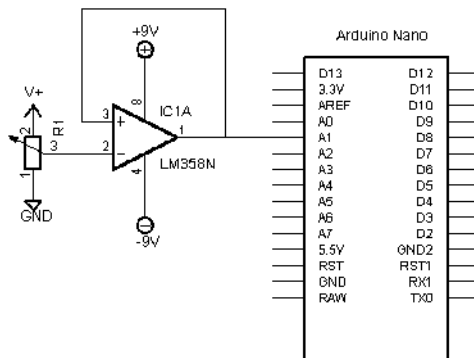 +9V
Arduino Nano
V+
R1
2
3
1
GND
8
IC1A
3
+
1
2
-
LM358N
4
-9V
D13 D12
3.3V D11
AREF D10
A0 D9
A1 D8
A2 D7
A3 D6
A4 D5
A5 D4
A6 D3
A7 D2
5.5V GND2
RST RST1
GND RX1
RAW TX0